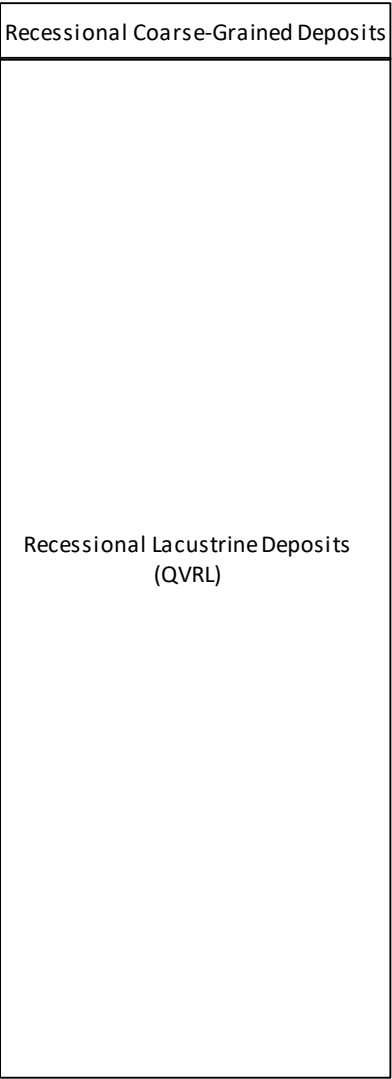 Recessional Coarse-Grained Deposits
Recessional Lacustrine Deposits
(QVRL)